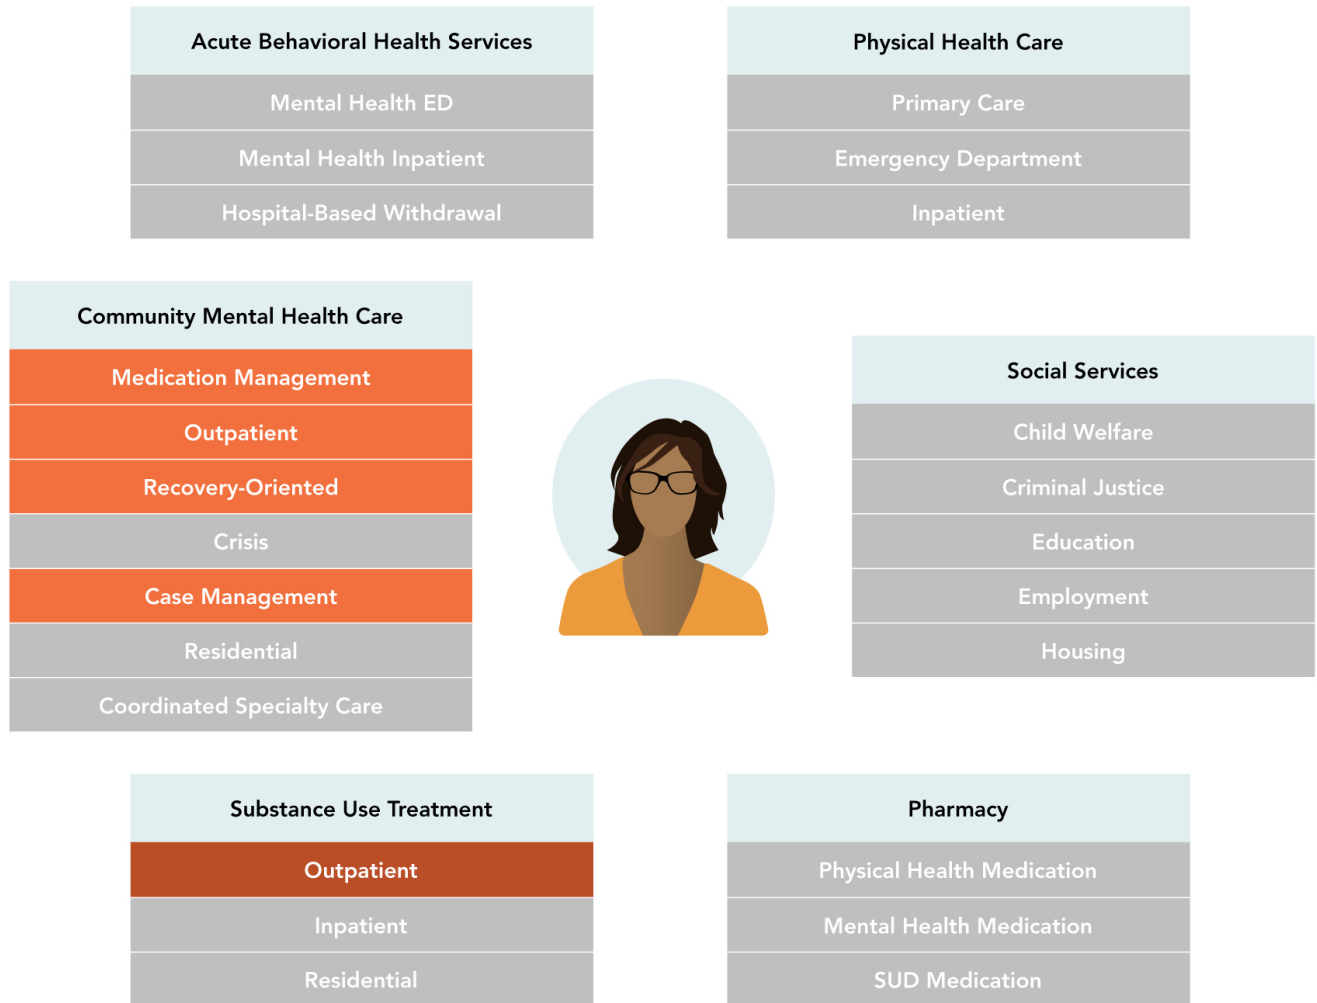 Acute Behavioral Health Services
Mental Health ED
Mental Health Inpatient
Hospital-Based Withdrawal
Physical Health Care
Primary Care
Emergency Department
Inpatient
Community Mental Health Care
Medication Management
Outpatient
Recovery-Oriented
Crisis
Case Management
Residential
Coordinated Specialty Care
Social Services
Child Welfare
Criminal Justice
Education
Employment
Housing
Substance Use Treatment
Outpatient
Inpatient
Residential
Pharmacy
Physical Health Medication
Mental Health Medication
SUD Medication